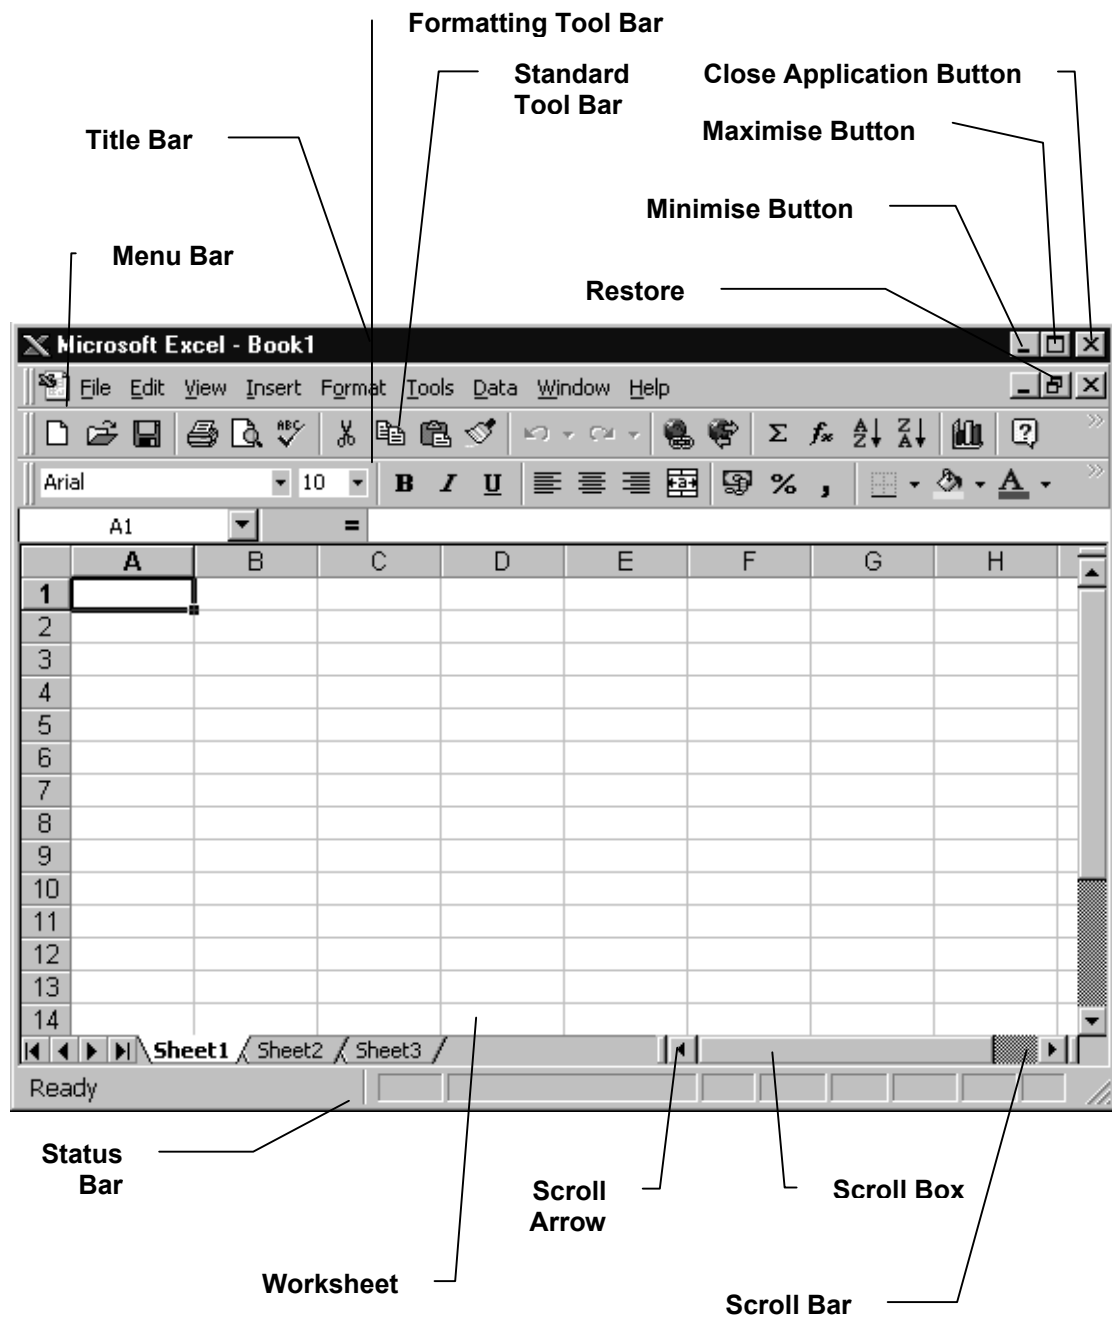 Formatting Tool Bar
Standard
Tool Bar
Close Application Button
Maximise Button
Title Bar
Minimise Button
Menu Bar
Restore
Microsoft Excel - Book1
File Edit View Insert Format Tools Data Window Help
ABC Σ fx A Z Z A ?
Arial 10 B I U a % , A
A1 =
A B C D E F G H
1
2
3
4
5
6
7
8
9
10
11
12
13
14
Sheet1 Sheet2 Sheet3
Ready
Status
Bar
Scroll
Arrow
Scroll Box
Worksheet
Scroll Bar